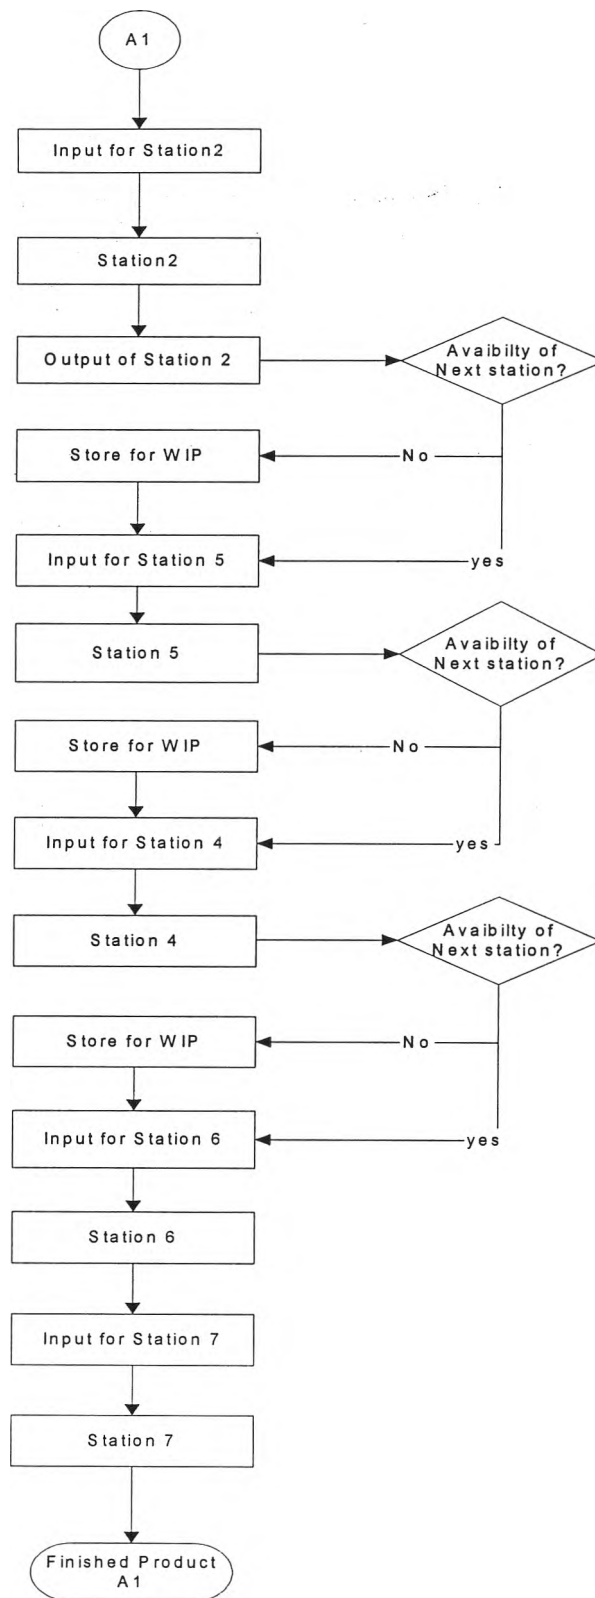 A1
Input for Station2
Station2
Output of Station 2
Avaibilty of
Next station?
Store for WIP
No
Input for Station 5
yes
Station 5
Avaibilty of
Next station?
Store for WIP
No
Input for Station 4
yes
Station 4
Avaibilty of
Next station?
Store for WIP
No
Input for Station 6
yes
Station 6
Input for Station 7
Station 7
Finished Product
A1